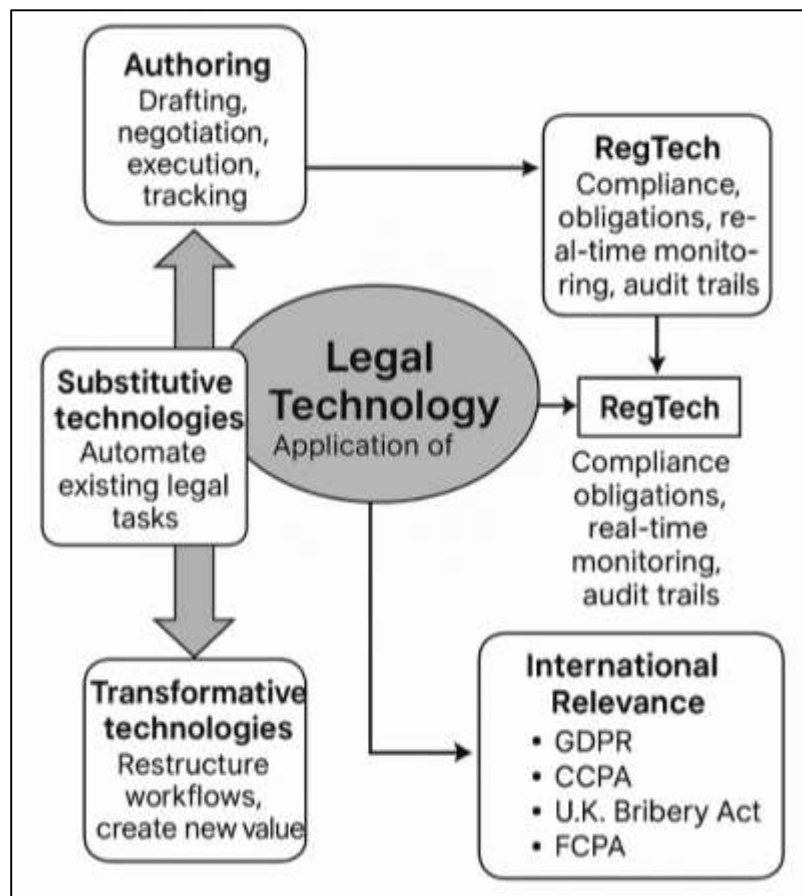 Authoring
Drafting,
negotiation,
execution,
tracking
RegTech
Compliance,
obligations, re-
al-time monito-
ring, audit trails
Legal
Technology
Application of
Substitutive
technologies
Automate
existing legal
tasks
RegTech
Compliance
obligations,
real-time
monitoring,
audit trails
Transformative
technologies
Restructure
workflows,
create new value
International
Relevance
• GDPR
• CCPA
• U.K. Bribery Act
• FCPA